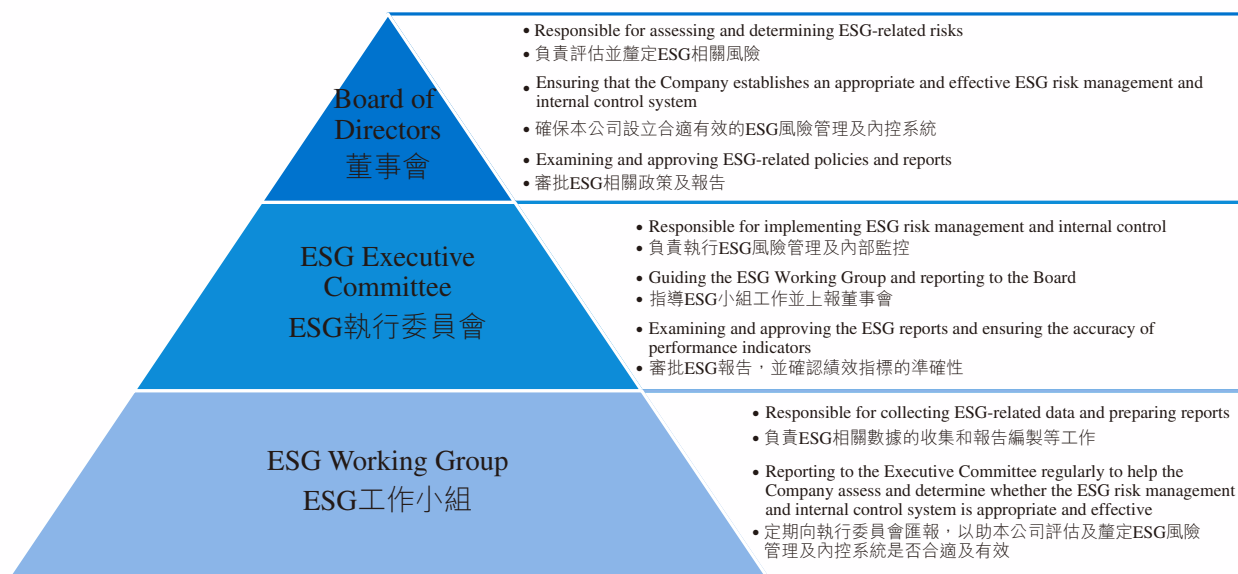 Board of
Directors
董事會
• Responsible for assessing and determining ESG-related risks
• 負責評估並釐定ESG相關風險
• Ensuring that the Company establishes an appropriate and effective ESG risk management and
internal control system
• 確保本公司設立合適有效的ESG風險管理及內控系統
• Examining and approving ESG-related policies and reports
• 審批ESG相關政策及報告
ESG Executive
Committee
ESG執行委員會
• Responsible for implementing ESG risk management and internal control
• 負責執行ESG風險管理及內部監控
• Guiding the ESG Working Group and reporting to the Board
• 指導ESG小組工作並上報董事會
• Examining and approving the ESG reports and ensuring the accuracy of
performance indicators
• 審批ESG報告，並確認績效指標的準確性
ESG Working Group
ESG工作小組
• Responsible for collecting ESG-related data and preparing reports
• 負責ESG相關數據的收集和報告編製等工作
• Reporting to the Executive Committee regularly to help the
Company assess and determine whether the ESG risk management
and internal control system is appropriate and effective
• 定期向執行委員會匯報，以助本公司評估及釐定ESG風險
管理及內控系統是否合適及有效